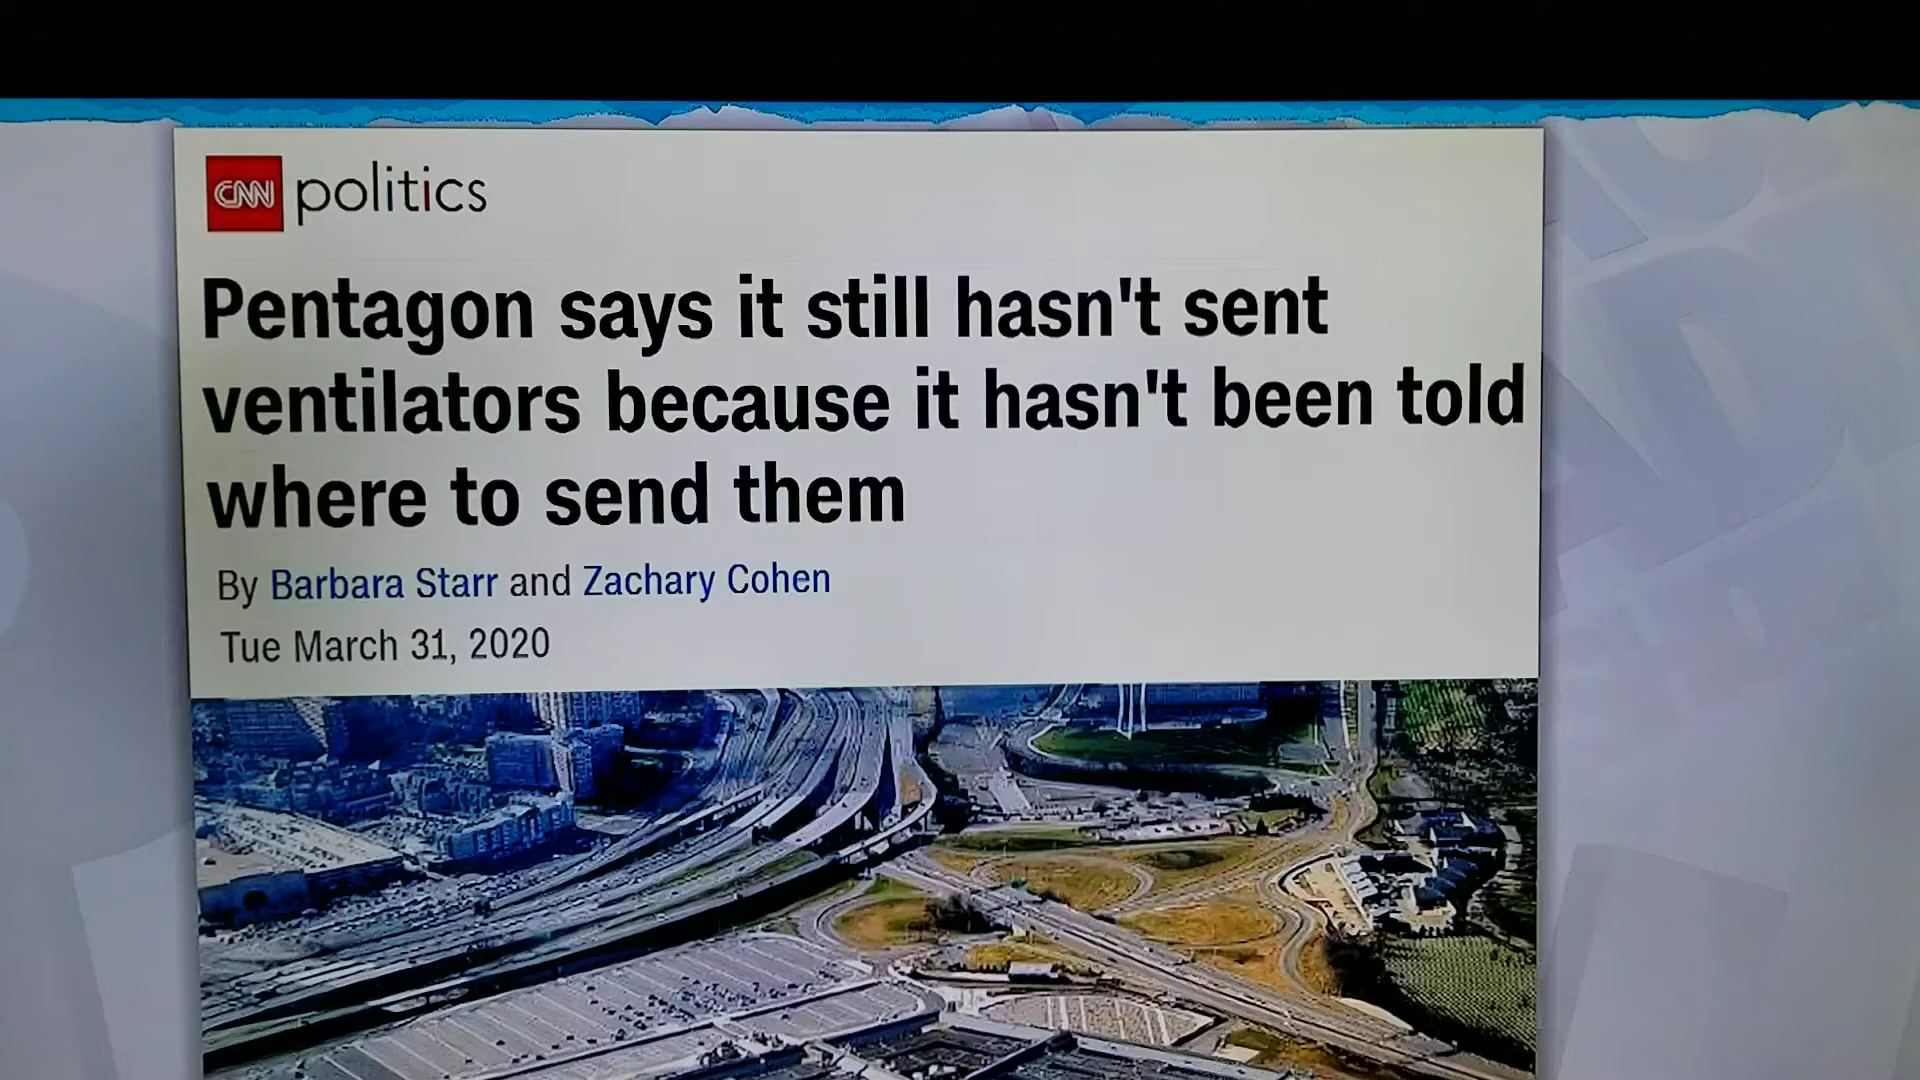 CNN politics
Pentagon says it still hasn't sent
ventilators because it hasn't been told
where to send them
By Barbara Starr and Zachary Cohen
Tue March 31, 2020